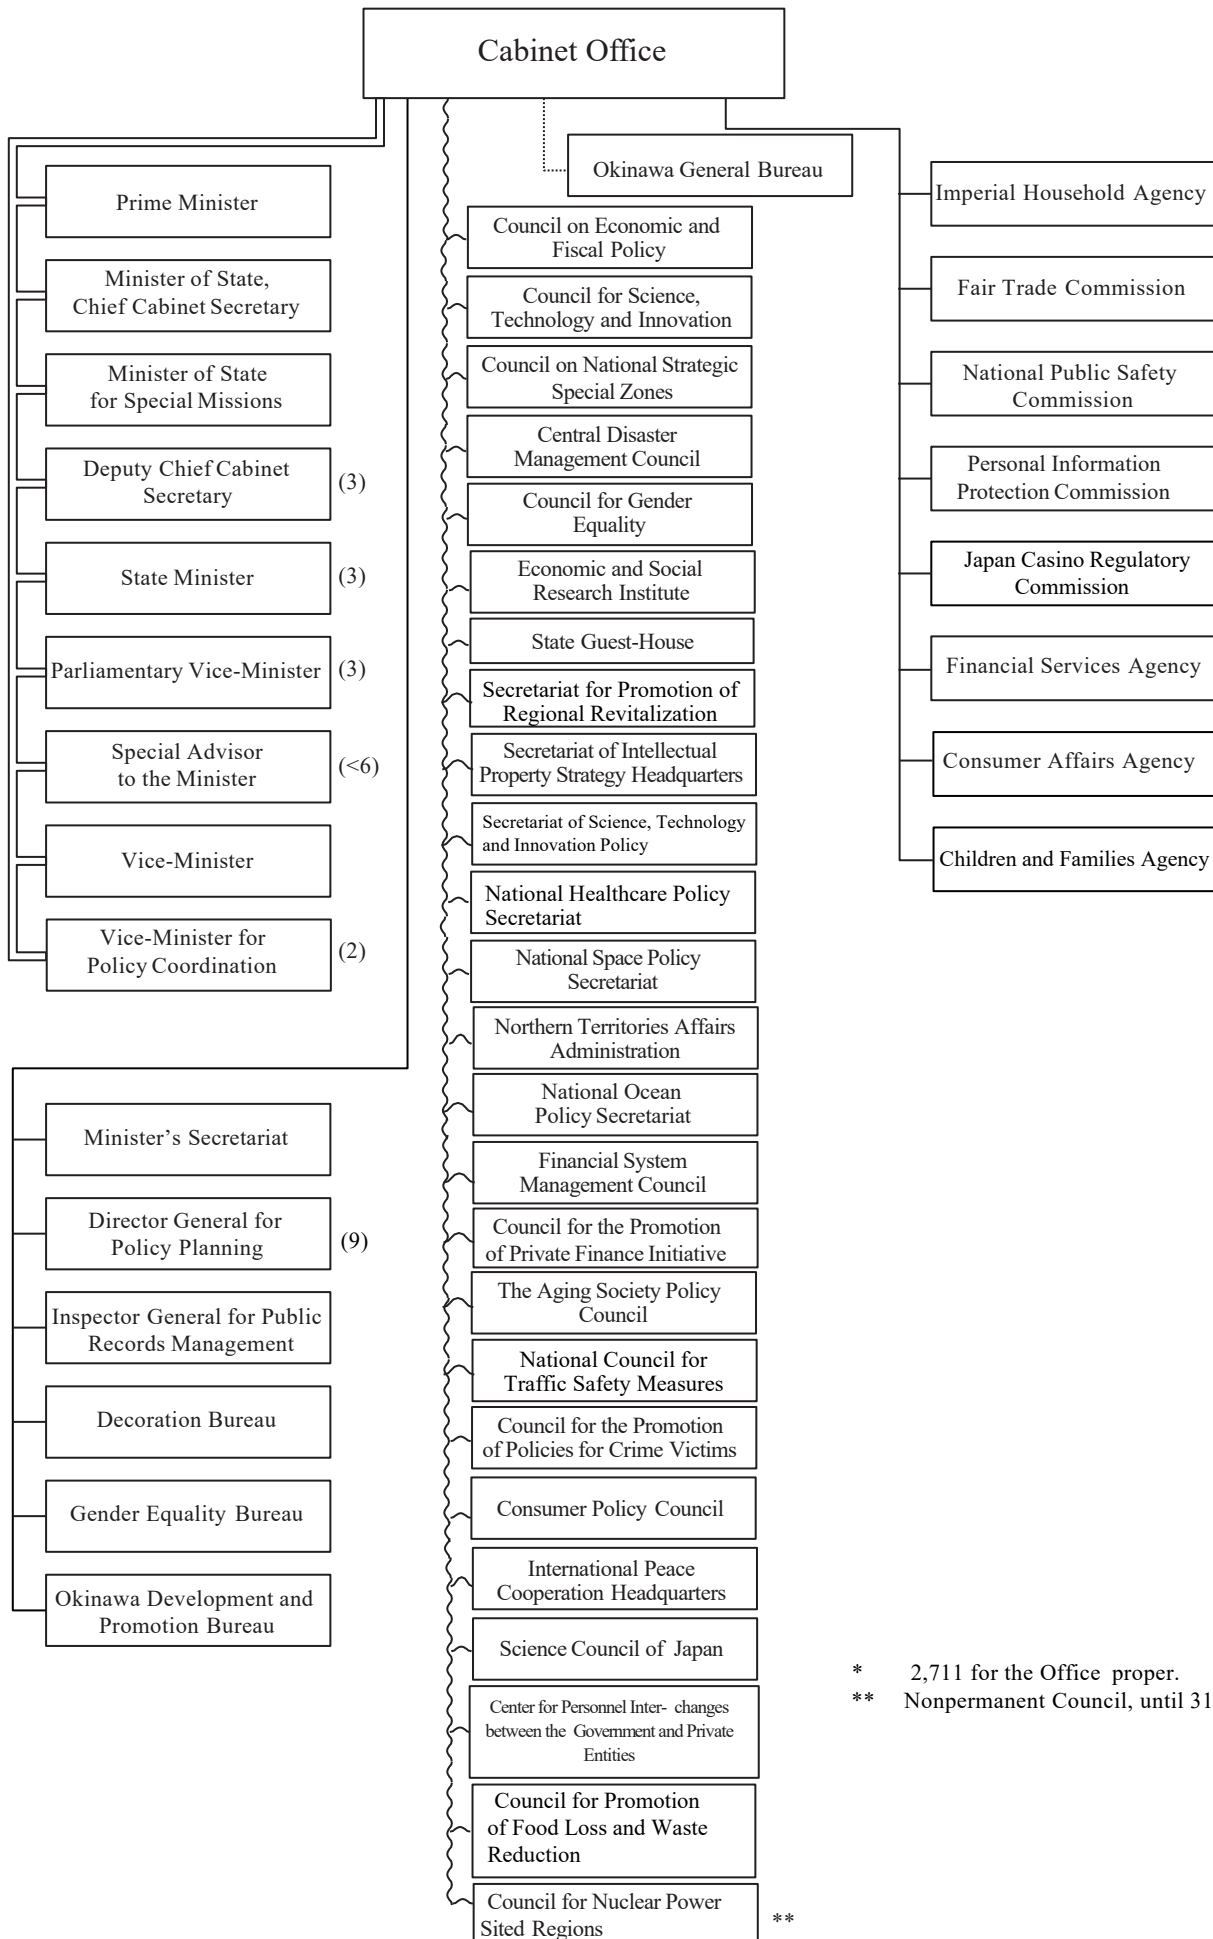 Cabinet Office
Prime Minister
Minister of State,
Chief Cabinet Secretary
Minister of State
for Special Missions
Deputy Chief Cabinet
Secretary
(3)
State Minister
(3)
Parliamentary Vice-Minister
(3)
Special Advisor
to the Minister
(<6)
Vice-Minister
Vice-Minister for
Policy Coordination
(2)
Minister's Secretariat
Director General for
Policy Planning
(9)
Inspector General for Public
Records Management
Decoration Bureau
Gender Equality Bureau
Okinawa Development and
Promotion Bureau
Okinawa General Bureau
Council on Economic and
Fiscal Policy
Council for Science,
Technology and Innovation
Council on National Strategic
Special Zones
Central Disaster
Management Council
Council for Gender
Equality
Economic and Social
Research Institute
State Guest-House
Secretariat for Promotion of
Regional Revitalization
Secretariat of Intellectual
Property Strategy Headquarters
Secretariat of Science, Technology
and Innovation Policy
National Healthcare Policy
Secretariat
National Space Policy
Secretariat
Northern Territories Affairs
Administration
National Ocean
Policy Secretariat
Financial System
Management Council
Council for the Promotion
of Private Finance Initiative
The Aging Society Policy
Council
National Council for
Traffic Safety Measures
Council for the Promotion
of Policies for Crime Victims
Consumer Policy Council
International Peace
Cooperation Headquarters
Science Council of Japan
Center for Personnel Inter- changes
between the Government and Private
Entities
Council for Promotion
of Food Loss and Waste
Reduction
Council for Nuclear Power
Sited Regions
**
Imperial Household Agency
Fair Trade Commission
National Public Safety
Commission
Personal Information
Protection Commission
Japan Casino Regulatory
Commission
Financial Services Agency
Consumer Affairs Agency
Children and Families Agency
* 2,711 for the Office proper.
** Nonpermanent Council, until 31